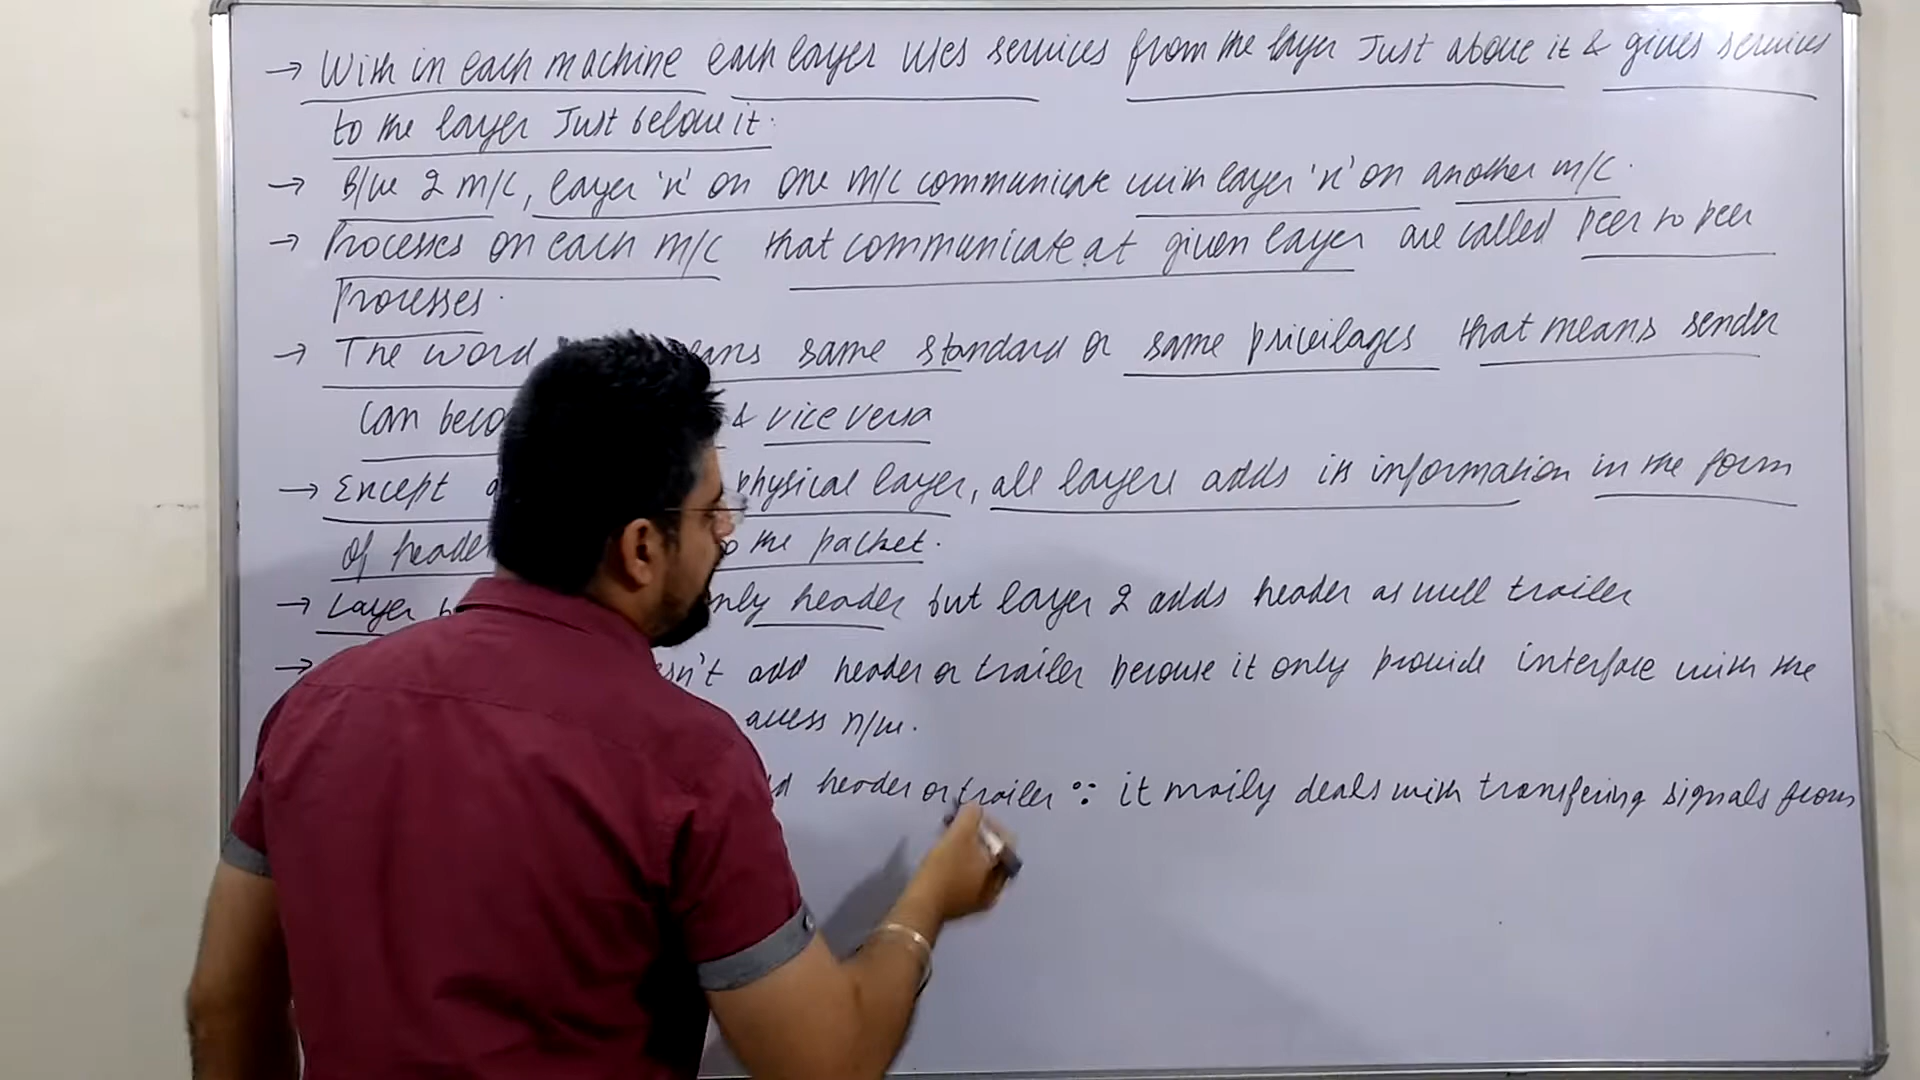 → With in each machine each layer uses services from the layer Just above it & gives services
to the layer Just below it.
→ B/w 2 m/c, layer 'n' on one m/c communicate with layer 'n' on another m/c.
→ Processes on each m/c that communicate at given layer are called peer to peer
Processes.
→ The word means same standard or same privilages that means sender
can & vice versa
→ Except physical layer, all layers adds its information in the form
of the packet.
→ Layer only header but layer 2 adds header as well trailer
→ add header or trailer because it only provide interface with the
access n/w.
header or trailer ∵ it maily deals with transfering signals from